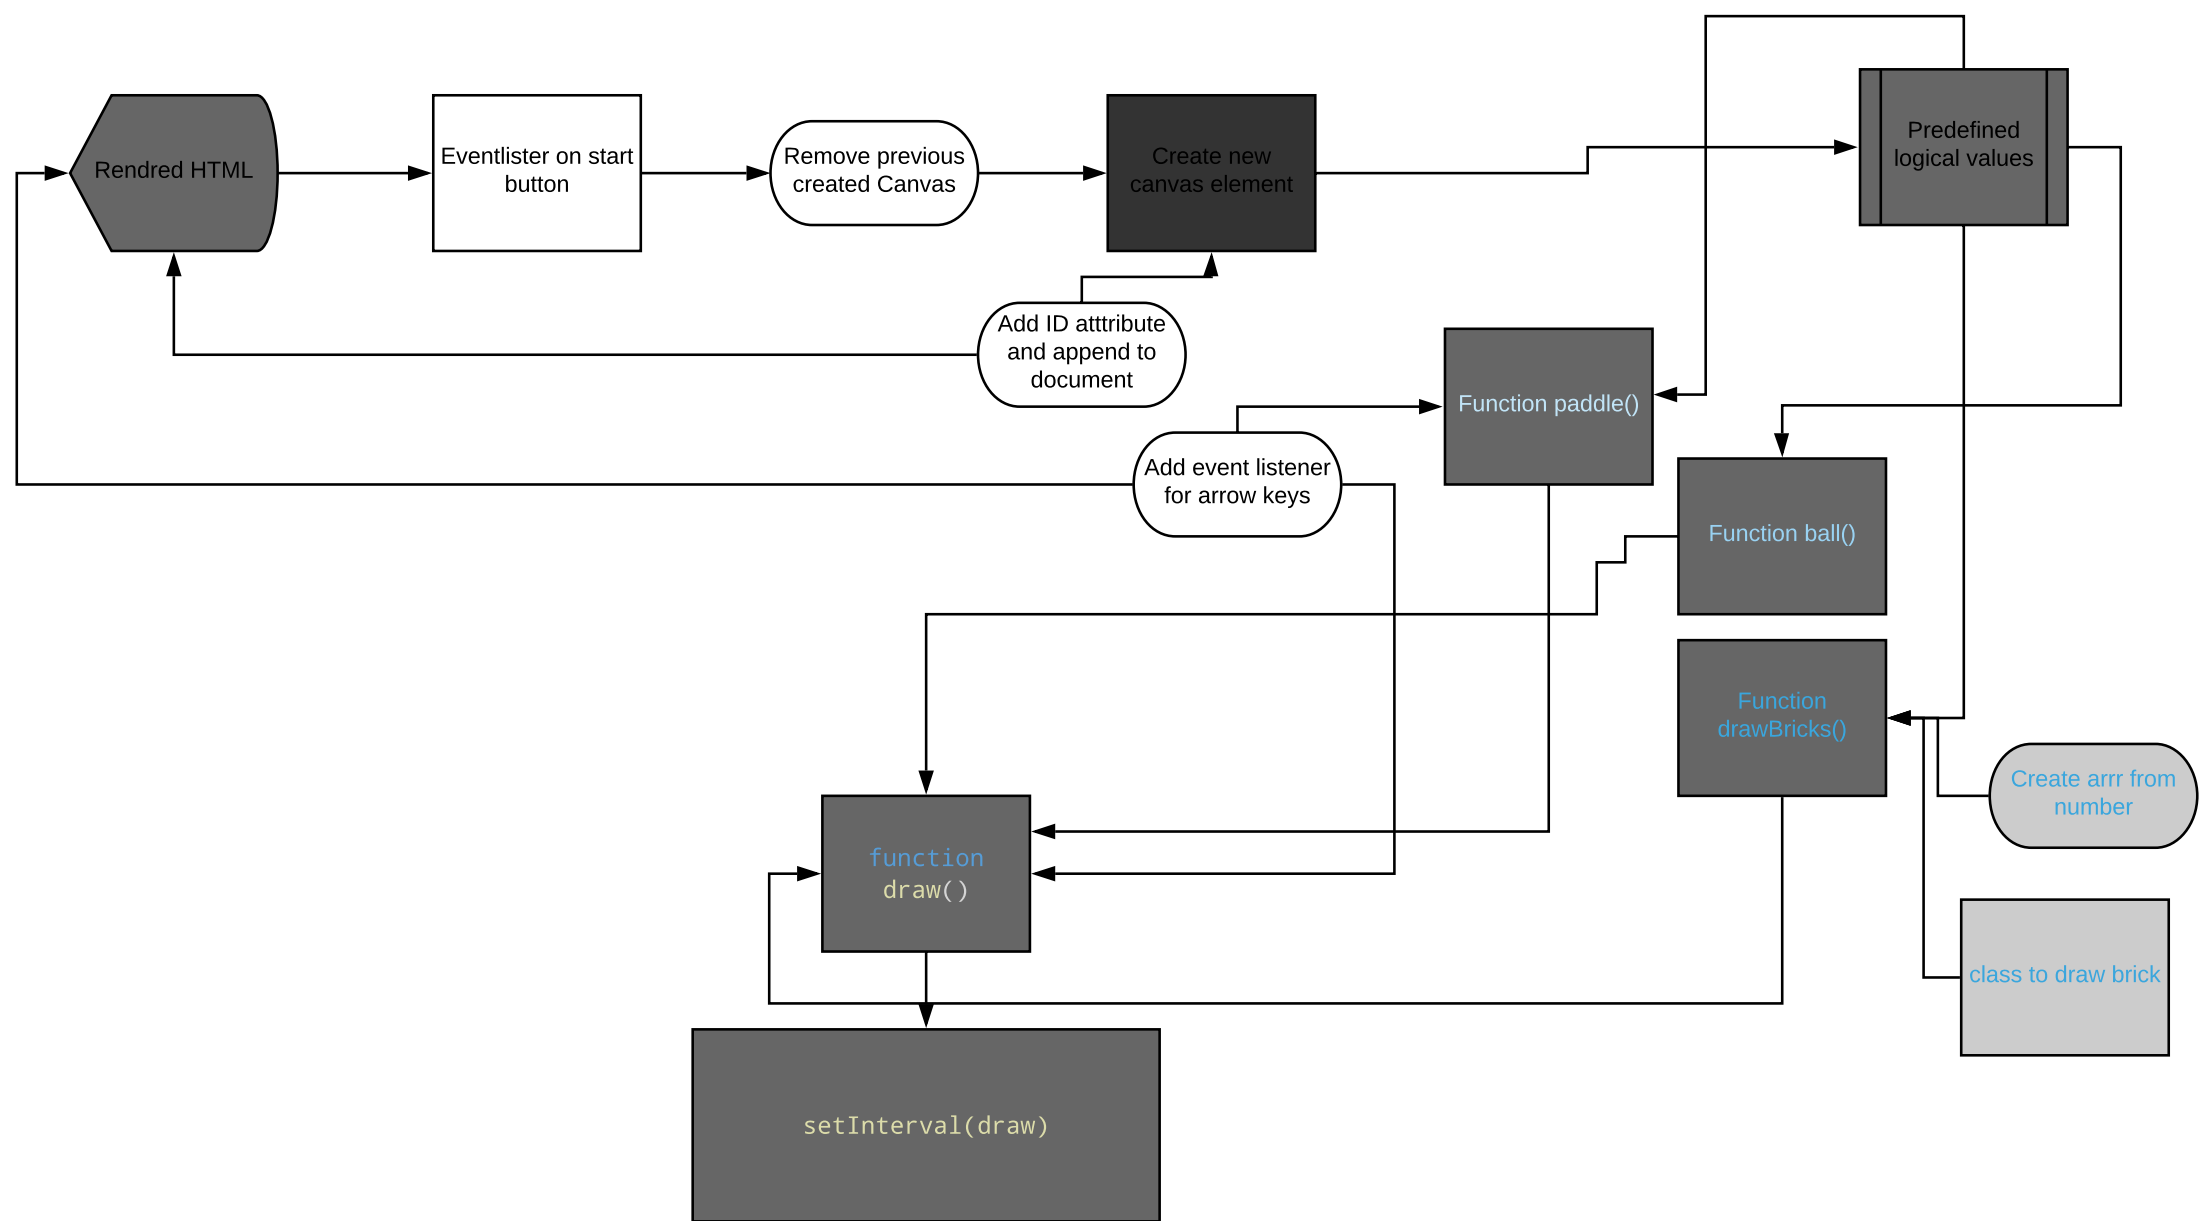 Rendred HTML
Eventlister on start
button
Remove previous
created Canvas
Create new
canvas element
Predefined
logical values
Add ID atttribute
and append to
document
Function paddle()
Add event listener
for arrow keys
Function ball()
Function
drawBricks()
Create arrr from
number
function
draw()
class to draw brick
setInterval(draw)